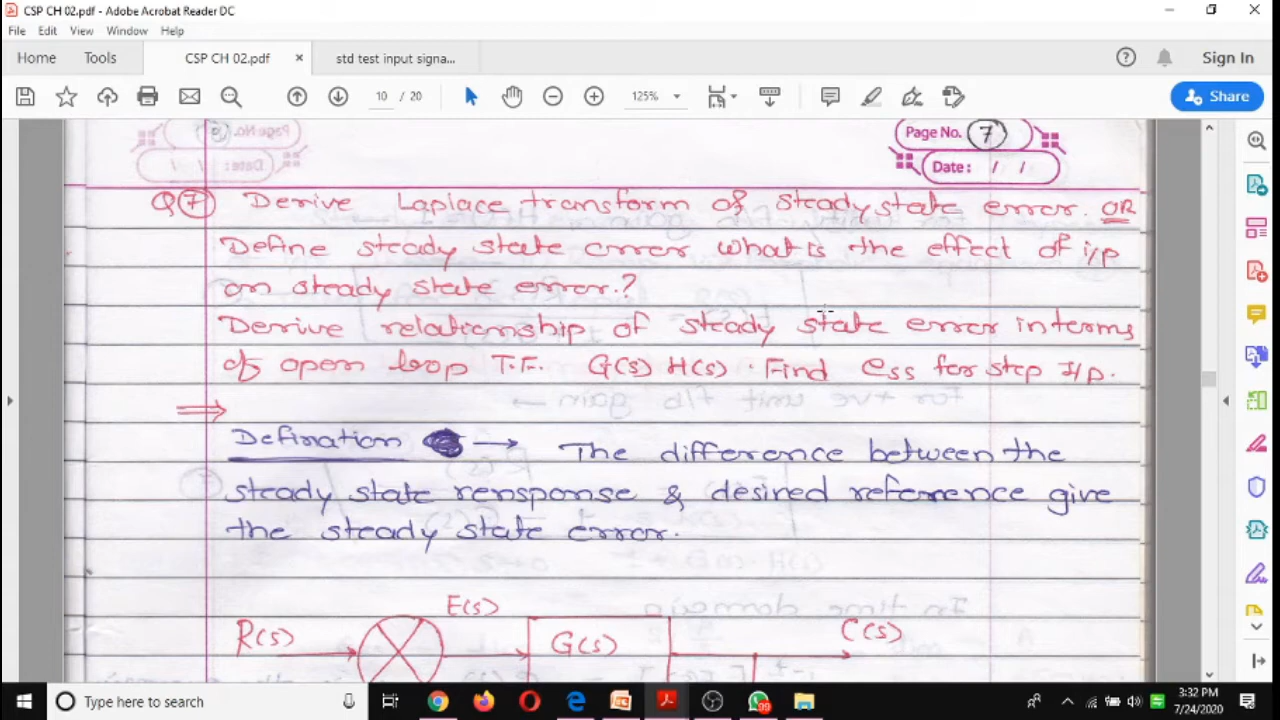 CSP CH 02.pdf - Adobe Acrobat Reader DC
File Edit View Window Help
Home Tools CSP CH 02.pdf × std test input signa...
Sign In
10 / 20 125% Share
Page No. 7
Date: / /
Q7 Derive Laplace transform of steady state error. OR
Define steady state error what is the effect of i/p
on steady state error.?
Derive relationship of steady state error in terms
of open loop T.F. G(s) H(s). Find ess for step I/p.
⇒
Defination → The difference between the
steady state rensponse & desired reference give
the steady state error.
E(s)
R(s) G(s) C(s)
Type here to search
3:32 PM
7/24/2020